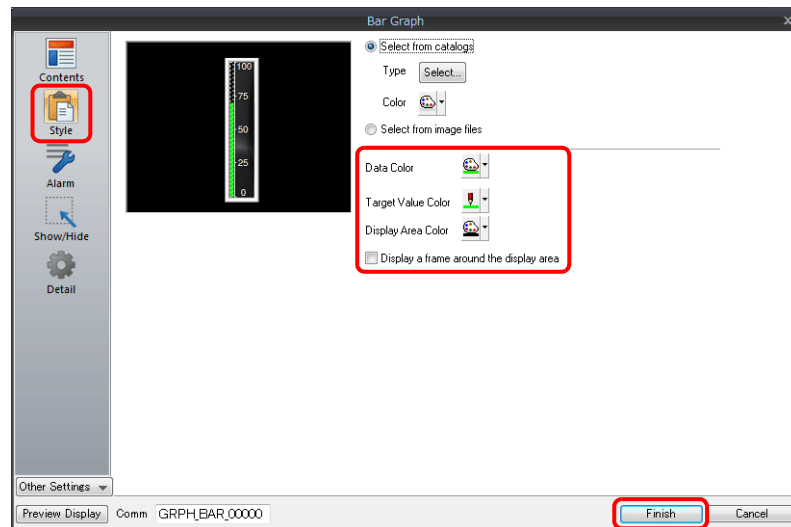 Bar Graph
x
Contents
Style
Alarm
Show/Hide
Detail
Other Settings
100
75
50
25
0
Select from catalogs
Type Select...
Color
Select from image files
Data Color
Target Value Color
Display Area Color
Display a frame around the display area
Preview Display Comm GRPH_BAR_00000 Finish Cancel